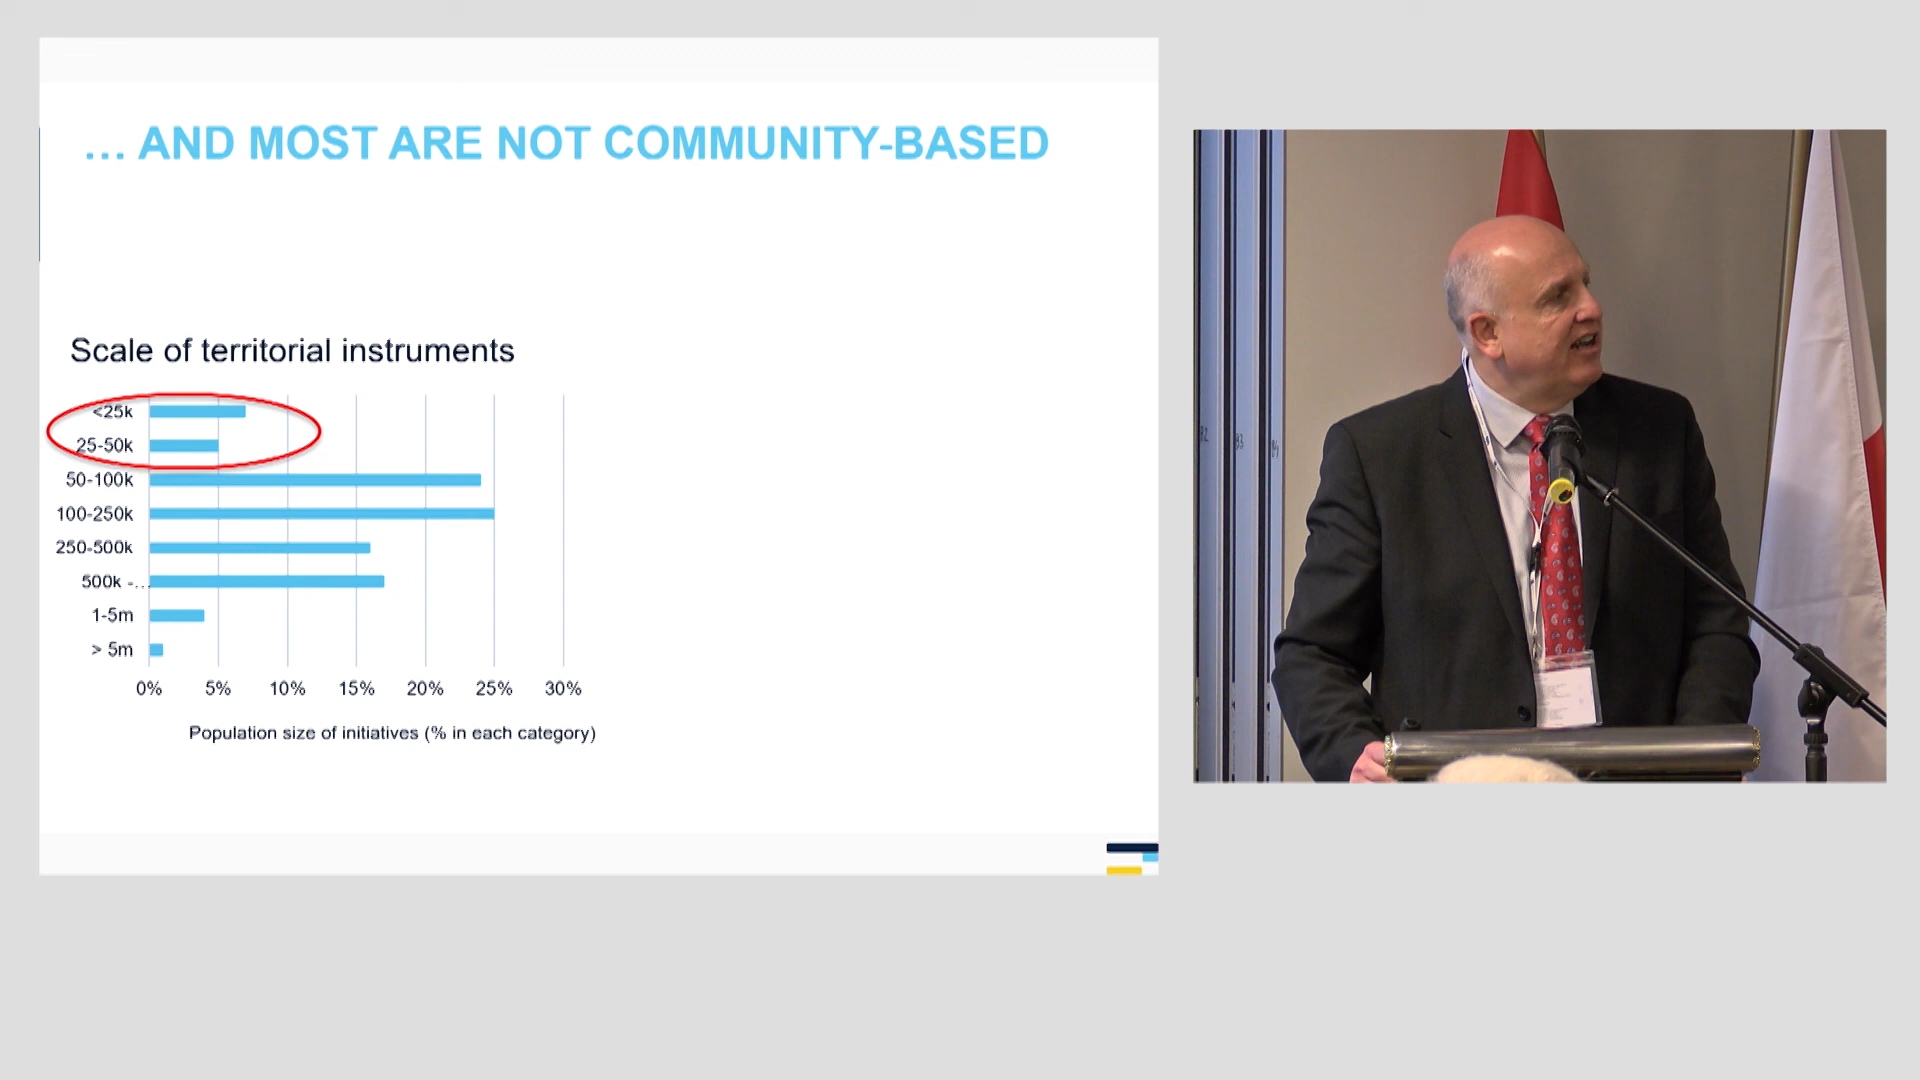 … AND MOST ARE NOT COMMUNITY-BASED
Scale of territorial instruments
<25k
25-50k
50-100k
100-250k
250-500k
500k -…
1-5m
> 5m
0% 5% 10% 15% 20% 25% 30%
Population size of initiatives (% in each category)
93